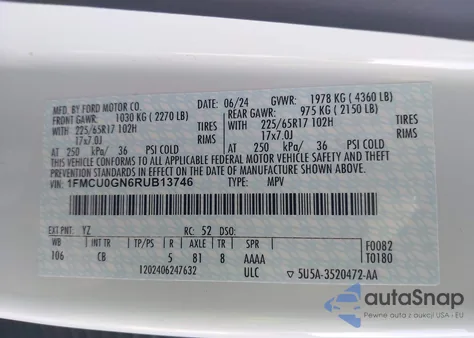 MFD. BY FORD MOTOR CO. DATE: 06/24 GVWR: 1978 KG ( 4360 LB)
FRONT GAWR: 1030 KG ( 2270 LB) REAR GAWR: 975 KG ( 2150 LB)
WITH 225/65R17 102H TIRES WITH 225/65R17 102H TIRES
17x7.0J RIMS 17x7.0J RIMS
AT 250 kPa/ 36 PSI COLD AT 250 kPa/ 36 PSI COLD
THIS VEHICLE CONFORMS TO ALL APPLICABLE FEDERAL MOTOR VEHICLE SAFETY, BUMPER, AND THEFT
PREVENTION STANDARDS IN EFFECT ON THE DATE OF MANUFACTURE SHOWN ABOVE.
VIN: 1FMCU0GN6RUB13746 TYPE: MPV
EXT PNT: YZ RC: 52 DSO: F0082
WB INT TR TP/PS R AXLE TR SPR T0180
106 CB 5 81 8 AAAA
1202406247632 ULC 5U5A-3520472-AA
autoSnap
Pewne auto z aukcji USA i EU